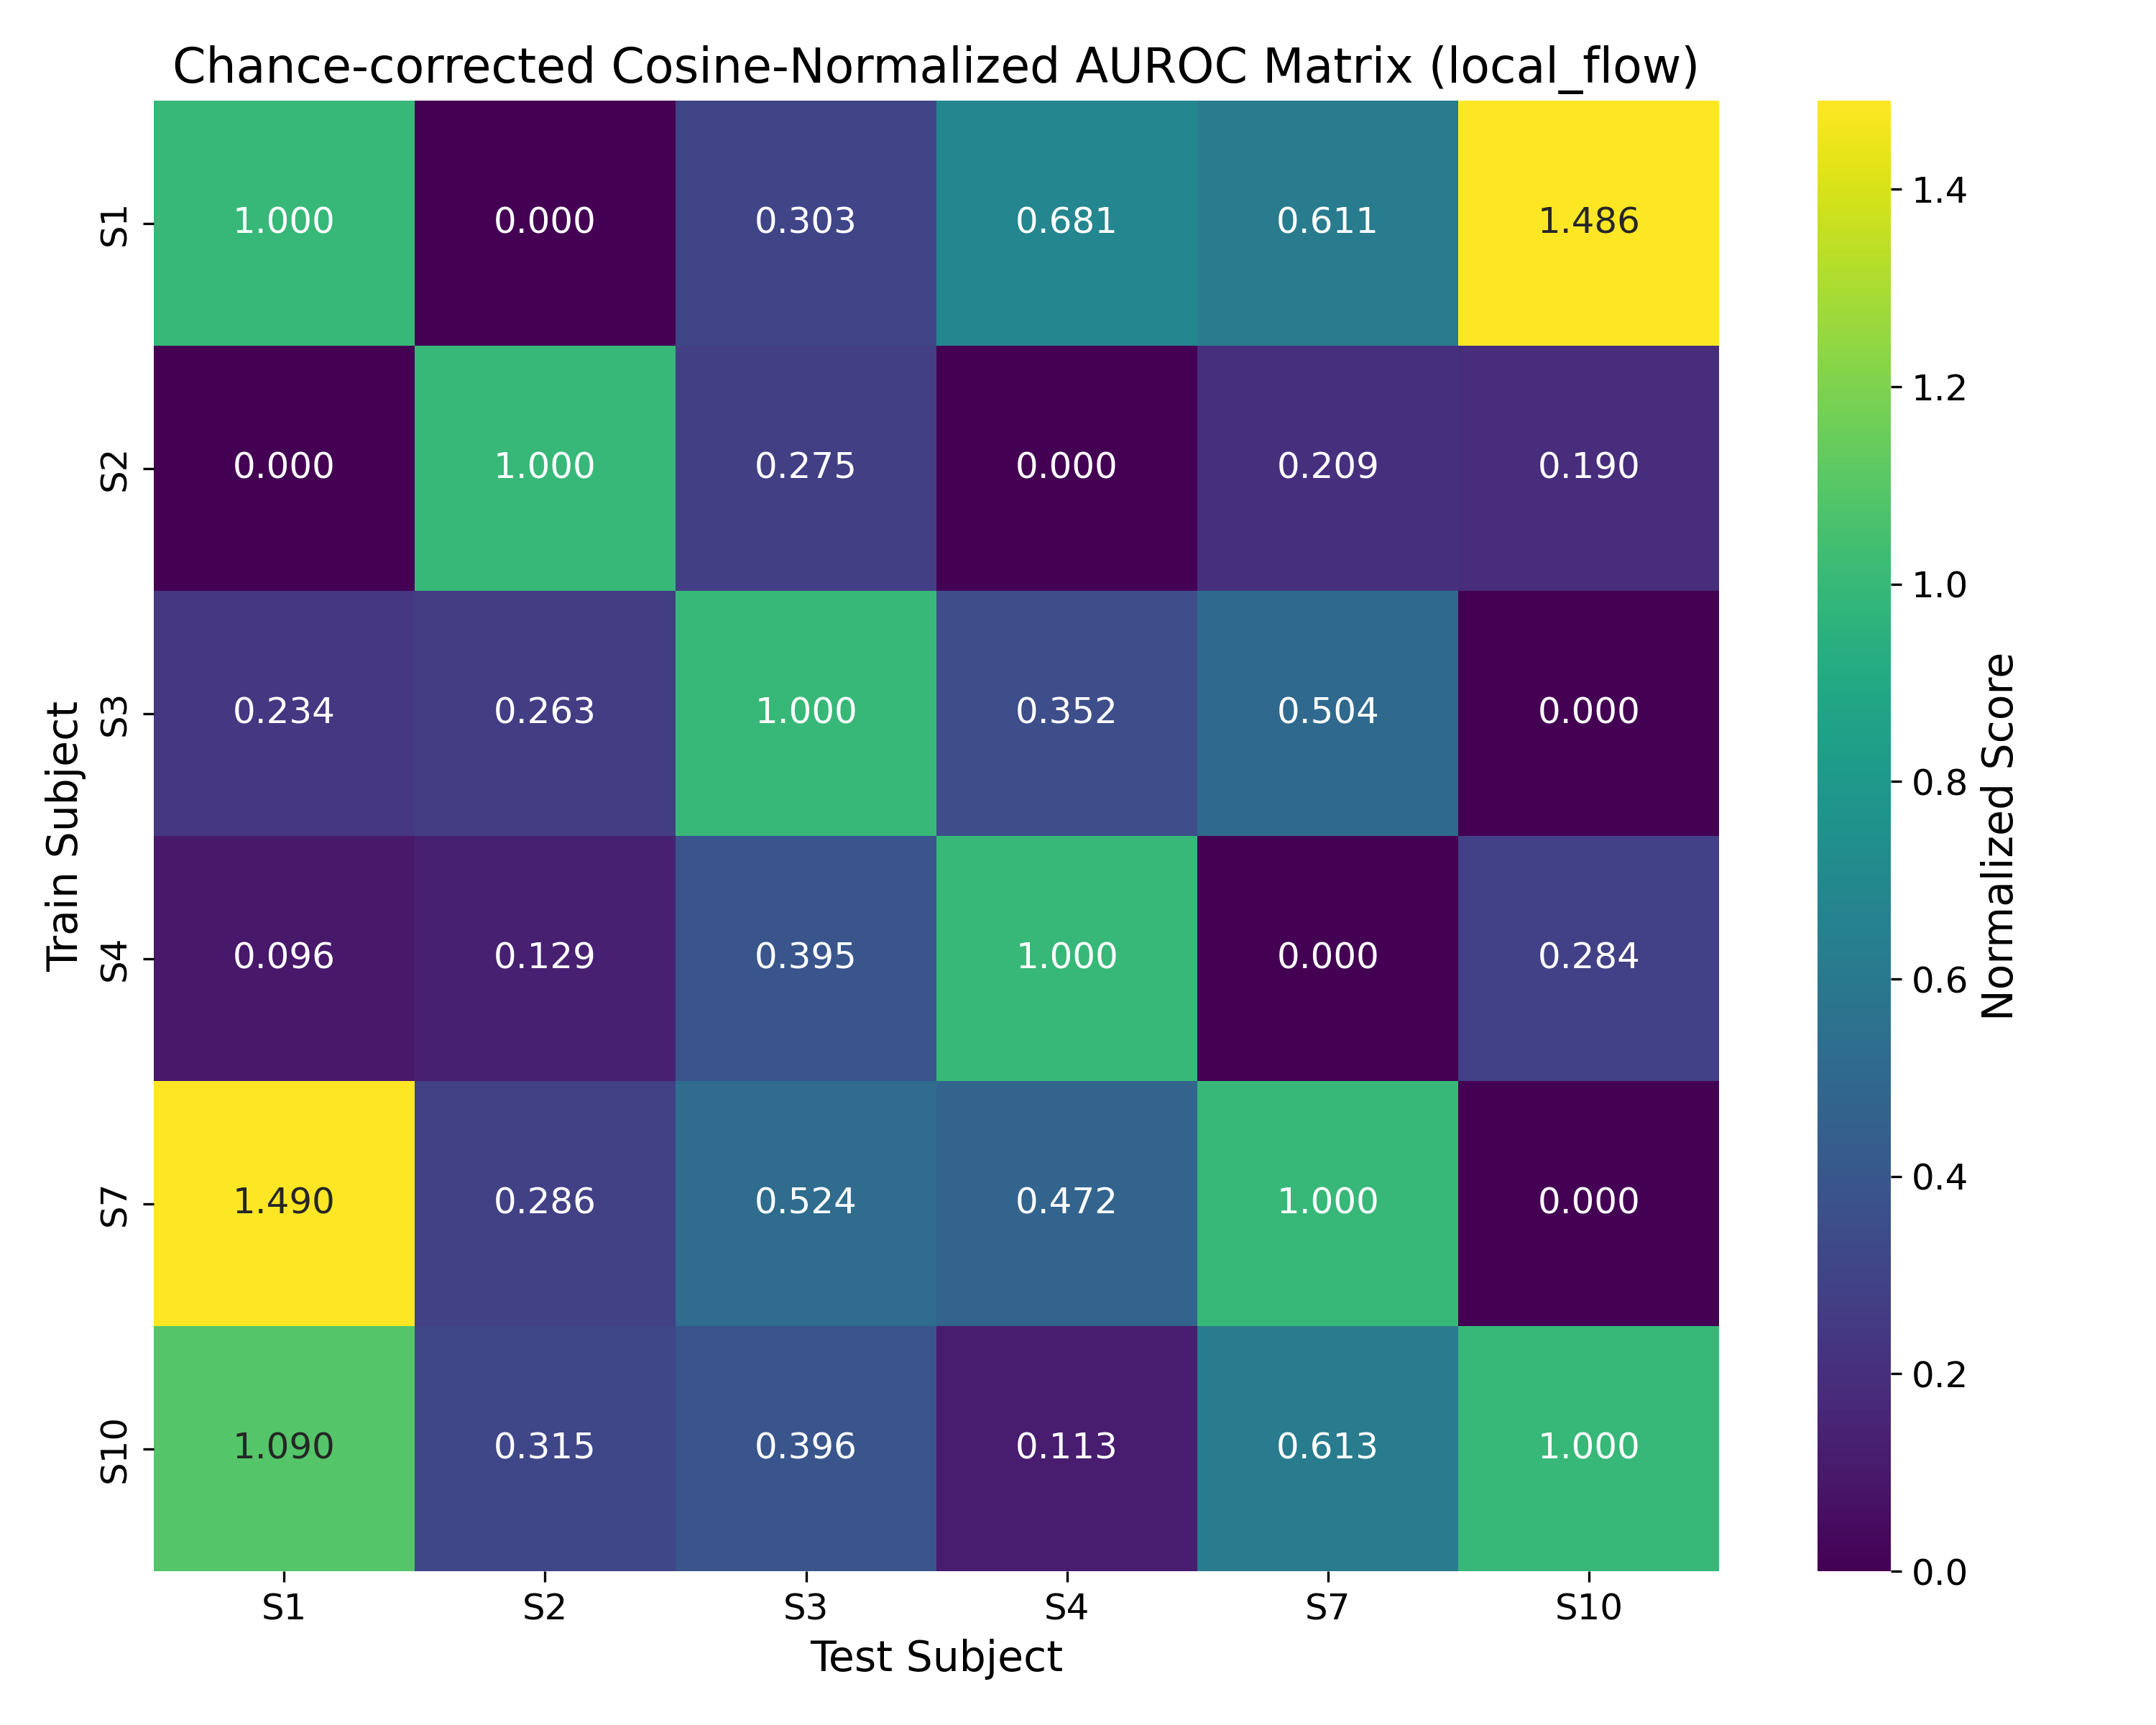 Chance-corrected Cosine-Normalized AUROC Matrix (local_flow)
S1 1.000 0.000 0.303 0.681 0.611 1.486
S2 0.000 1.000 0.275 0.000 0.209 0.190
S3 0.234 0.263 1.000 0.352 0.504 0.000
S4 0.096 0.129 0.395 1.000 0.000 0.284
S7 1.490 0.286 0.524 0.472 1.000 0.000
S10 1.090 0.315 0.396 0.113 0.613 1.000
S1 S2 S3 S4 S7 S10
Test Subject
Train Subject
1.4
1.2
1.0
0.8
0.6
0.4
0.2
0.0
Normalized Score